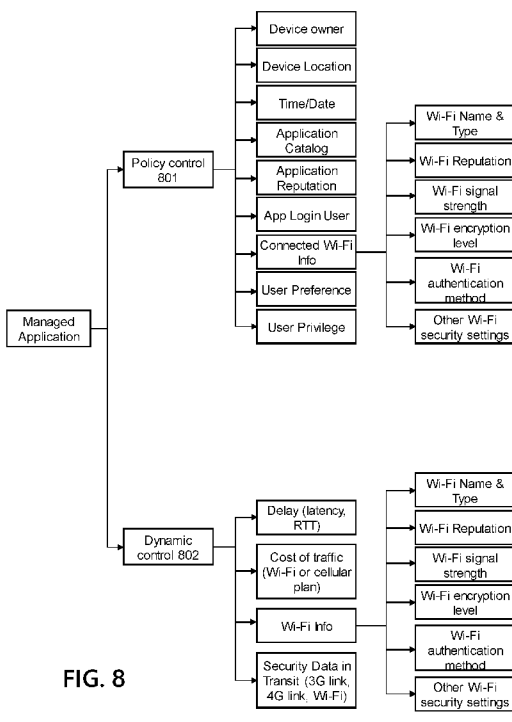 Managed
Application
Policy control
801
Device owner
Device Location
Time/Date
Application
Catalog
Application
Reputation
App Login User
Connected Wi-Fi
Info
User Preference
User Privilege
Wi-Fi Name &
Type
Wi-Fi Reputation
Wi-Fi signal
strength
Wi-Fi encryption
level
Wi-Fi
authentication
method
Other Wi-Fi
security settings
Dynamic
control 802
Delay (latency,
RTT)
Cost of traffic
(Wi-Fi or cellular
plan)
Wi-Fi Info
Security Data in
Transit (3G link,
4G link, Wi-Fi)
Wi-Fi Name &
Type
Wi-Fi Reputation
Wi-Fi signal
strength
Wi-Fi encryption
level
Wi-Fi
authentication
method
Other Wi-Fi
security settings
FIG. 8